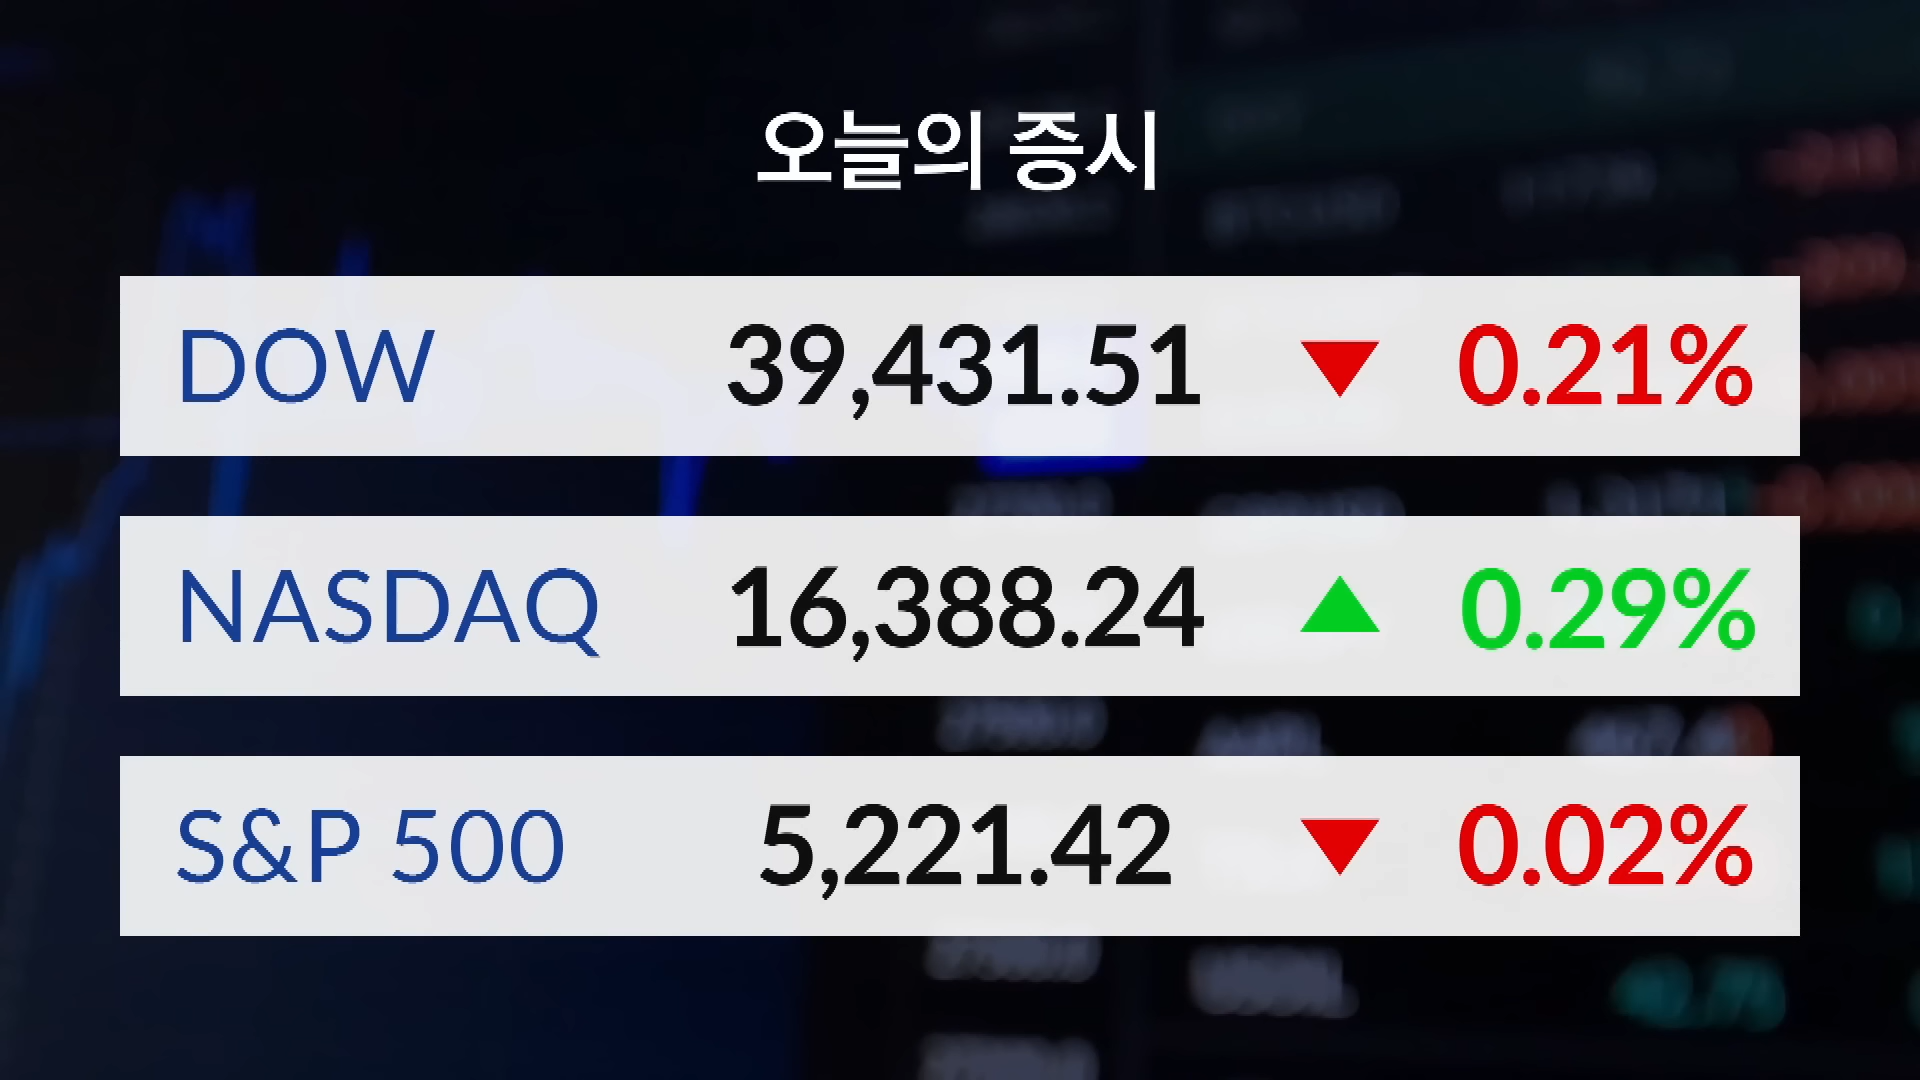 오늘의 증시
DOW 39,431.51 ▼ 0.21%
NASDAQ 16,388.24 ▲ 0.29%
S&P 500 5,221.42 ▼ 0.02%